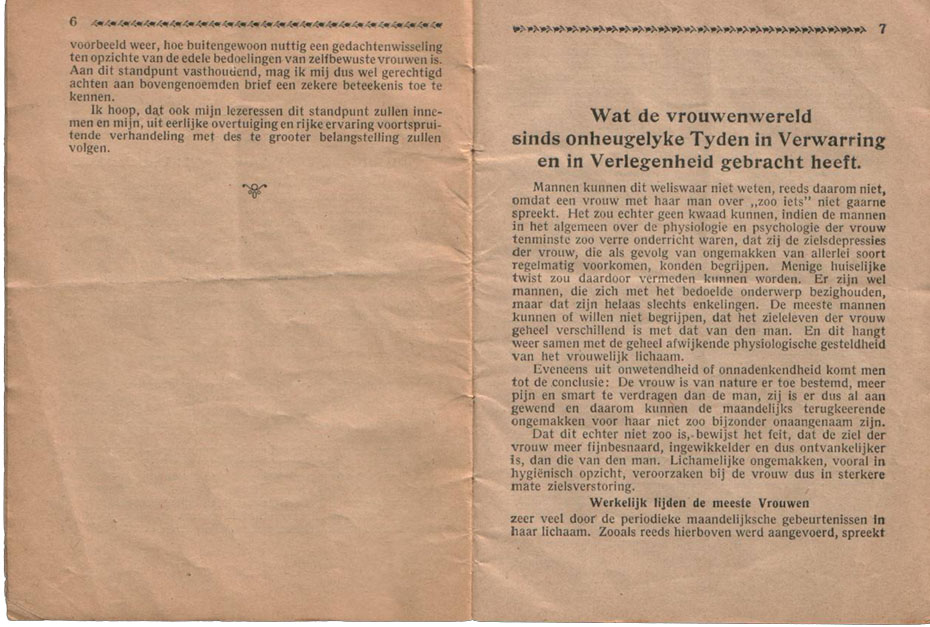 6
voorbeeld weer, hoe buitengewoon nuttig een gedachtenwisseling
ten opzichte van de edele bedoelingen van zelfbewuste vrouwen is.
Aan dit standpunt vasthoudend, mag ik mij dus wel gerechtigd
achten aan bovengenoemden brief een zekere beteekenis toe te
kennen.
Ik hoop, dat ook mijn lezeressen dit standpunt zullen inne-
men en mijn, uit eerlijke overtuiging en rijke ervaring voortsprui-
tende verhandeling met des te grooter belangstelling zullen
volgen.
7
Wat de vrouwenwereld
sinds onheugelyke Tyden in Verwarring
en in Verlegenheid gebracht heeft.
Mannen kunnen dit weliswaar niet weten, reeds daarom niet,
omdat een vrouw met haar man over „zoo iets" niet gaarne
spreekt. Het zou echter geen kwaad kunnen, indien de mannen
in het algemeen over de physiologie en psychologie der vrouw
tenminste zoo verre onderricht waren, dat zij de zielsdepressies
der vrouw, die als gevolg van ongemakken van allerlei soort
regelmatig voorkomen, konden begrijpen. Menige huiselijke
twist zou daardoor vermeden kunnen worden. Er zijn wel
mannen, die zich met het bedoelde onderwerp bezighouden,
maar dat zijn helaas slechts enkelingen. De meeste mannen
kunnen of willen niet begrijpen, dat het zieleleven der vrouw
geheel verschillend is met dat van den man. En dit hangt
weer samen met de geheel afwijkende physiologische gesteldheid
van het vrouwelijk lichaam.
Eveneens uit onwetendheid of onnadenkendheid komt men
tot de conclusie: De vrouw is van nature er toe bestemd, meer
pijn en smart te verdragen dan de man, zij is er dus al aan
gewend en daarom kunnen de maandelijks terugkeerende
ongemakken voor haar niet zoo bijzonder onaangenaam zijn.
Dat dit echter niet zoo is, bewijst het feit, dat de ziel der
vrouw meer fijnbesnaard, ingewikkelder en dus ontvankelijker
is, dan die van den man. Lichamelijke ongemakken, vooral in
hygiënisch opzicht, veroorzaken bij de vrouw dus in sterkere
mate zielsverstoring.
Werkelijk lijden de meeste Vrouwen
zeer veel door de periodieke maandelijksche gebeurtenissen in
haar lichaam. Zooals reeds hierboven werd aangevoerd, spreekt